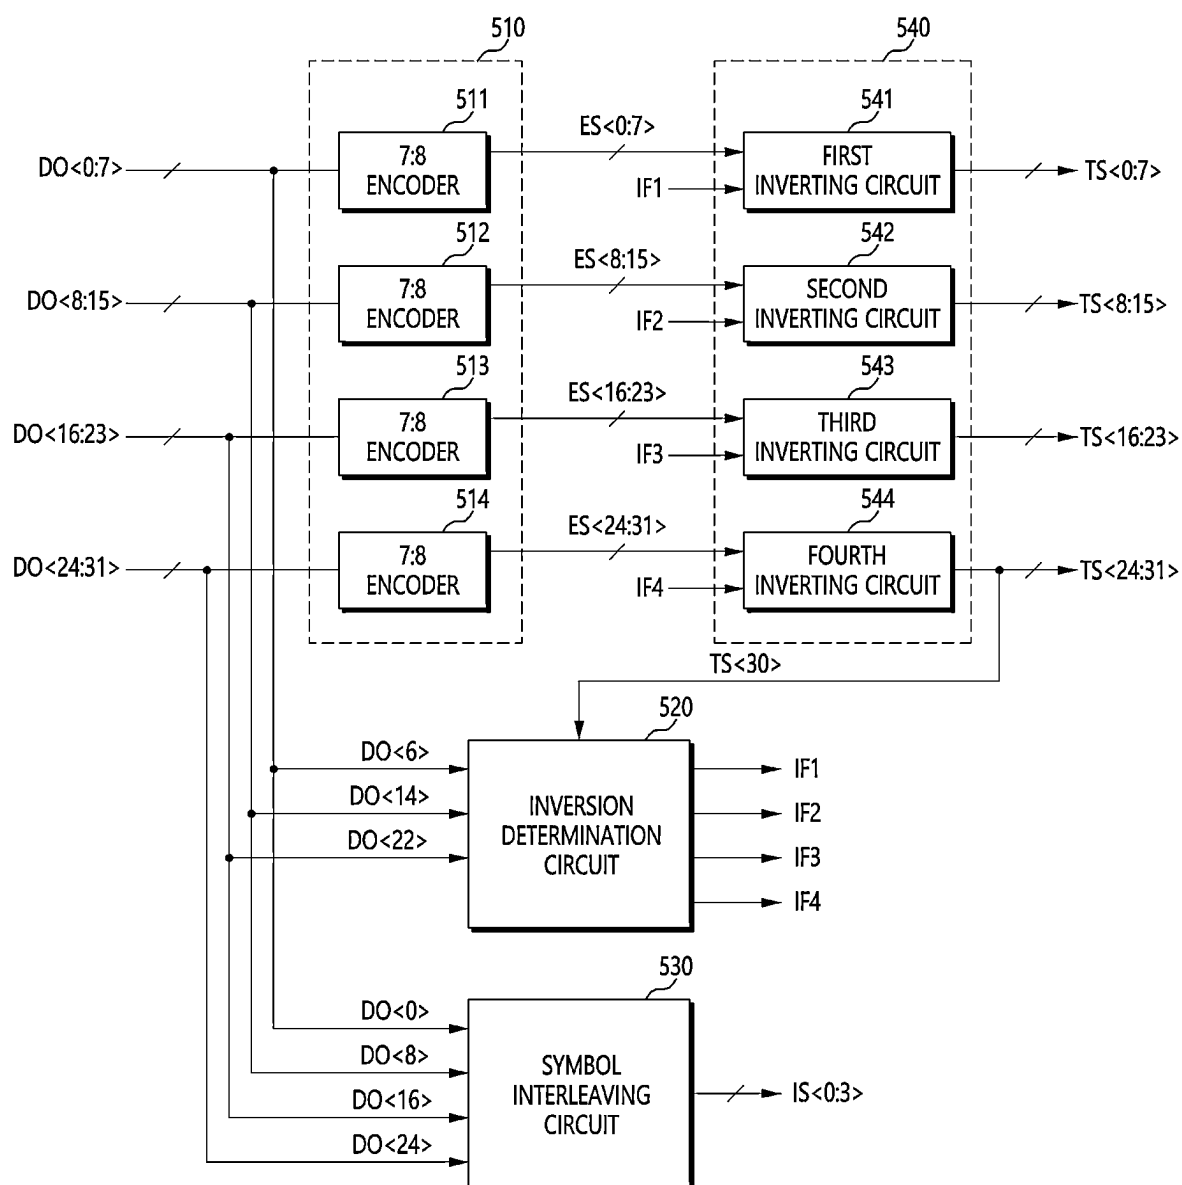 510
540
511
541
DO<0:7>
7:8
ENCODER
ES<0:7>
IF1
FIRST
INVERTING CIRCUIT
TS<0:7>
512
542
DO<8:15>
7:8
ENCODER
ES<8:15>
IF2
SECOND
INVERTING CIRCUIT
TS<8:15>
513
543
DO<16:23>
7:8
ENCODER
ES<16:23>
IF3
THIRD
INVERTING CIRCUIT
TS<16:23>
514
544
DO<24:31>
7:8
ENCODER
ES<24:31>
IF4
FOURTH
INVERTING CIRCUIT
TS<24:31>
TS<30>
520
DO<6>
DO<14>
DO<22>
INVERSION
DETERMINATION
CIRCUIT
IF1
IF2
IF3
IF4
530
DO<0>
DO<8>
DO<16>
DO<24>
SYMBOL
INTERLEAVING
CIRCUIT
IS<0:3>